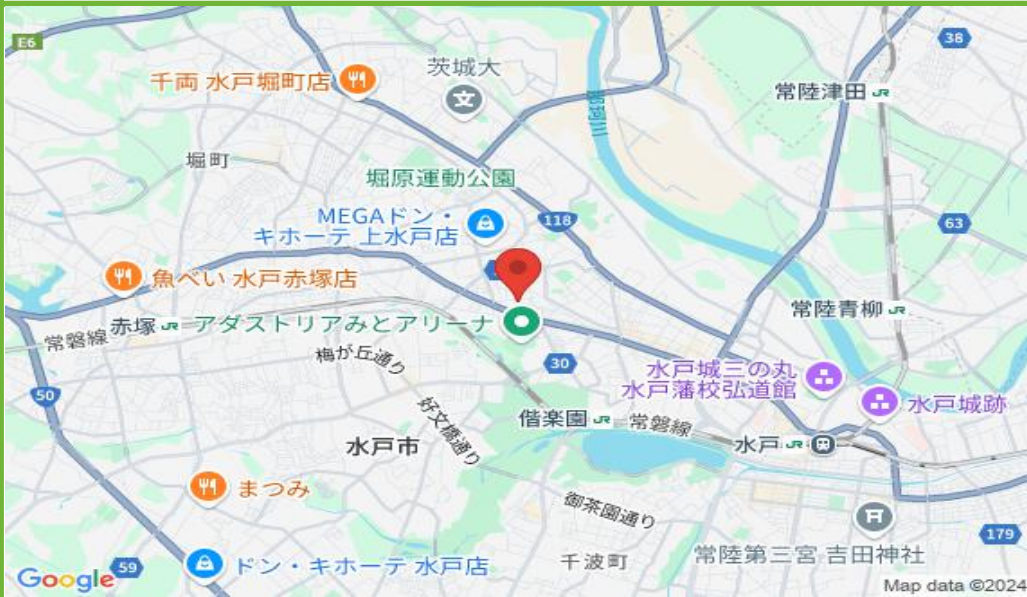 E6
38
茨城大
千両 水戸堀町店
常陸津田
JR
堀町
堀原運動公園
MEGAドン・
キホーテ 上水戸店
118
63
魚べい 水戸赤塚店
常陸青柳
JR
赤塚
JR
アダストリアみとアリーナ
常磐線
梅が丘通り
30
水戸城三の丸
水戸藩校弘道館
50
水戸城跡
好文橋通り
偕楽園
JR
常磐線
水戸
JR
水戸市
まつみ
御茶園通り
179
常陸第三宮 吉田神社
千波町
ドン・キホーテ 水戸店
59
Google
Map data ©2024